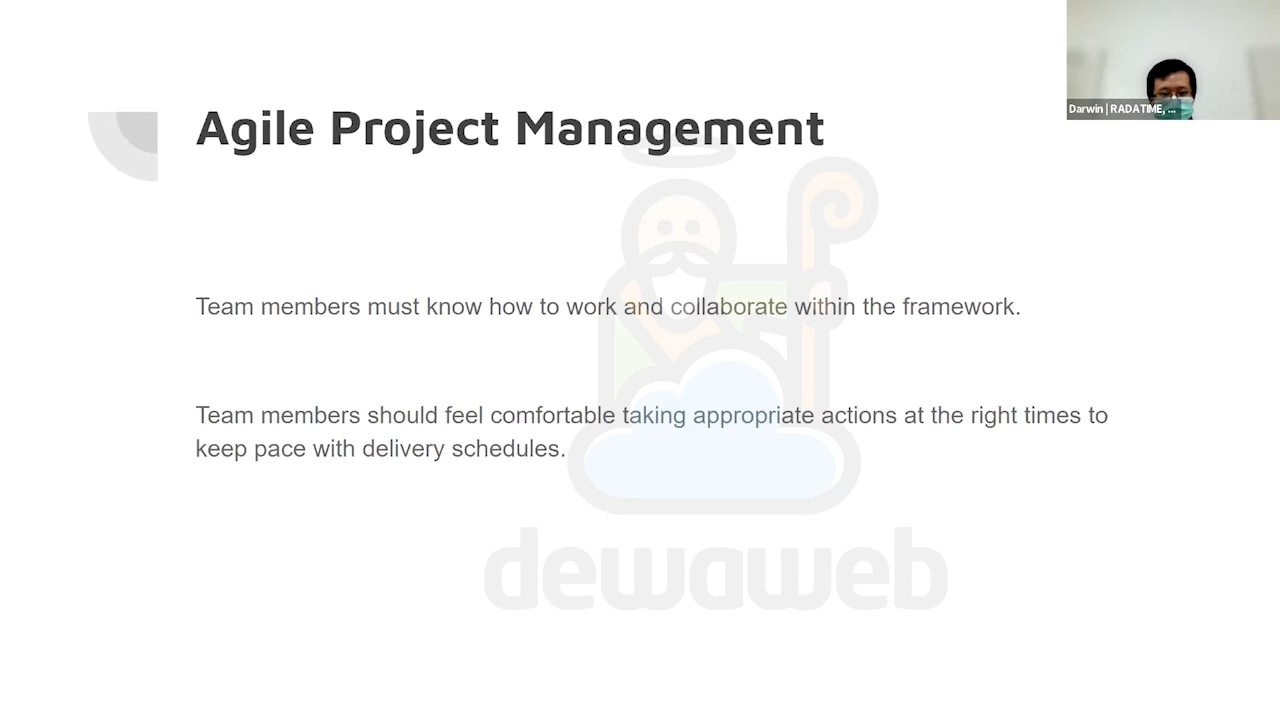 Darwin | RADATIME, ...
Agile Project Management
Team members must know how to work and collaborate within the framework.
Team members should feel comfortable taking appropriate actions at the right times to
keep pace with delivery schedules.
dewaweb